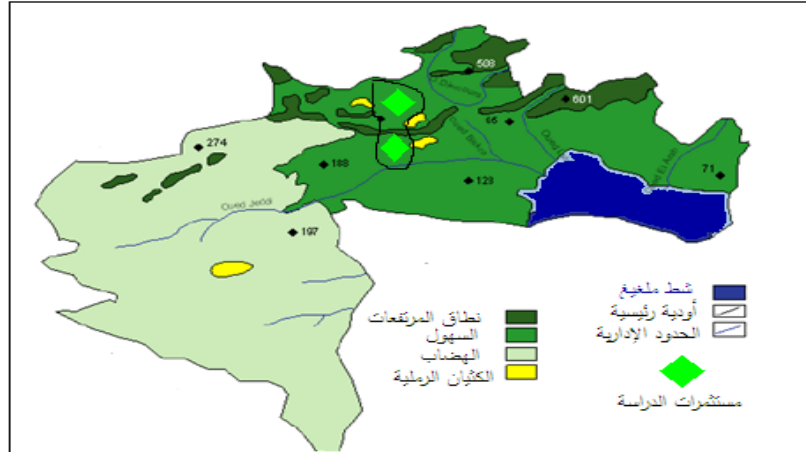 508
601
95
274
188
71
123
Oued Jeddi
197
شط ملغيغ
أودية رئيسية
الحدود الإدارية
نطاق المرتفعات
السهول
الهضاب
الكثبان الرملية
مستثمرات الدراسة